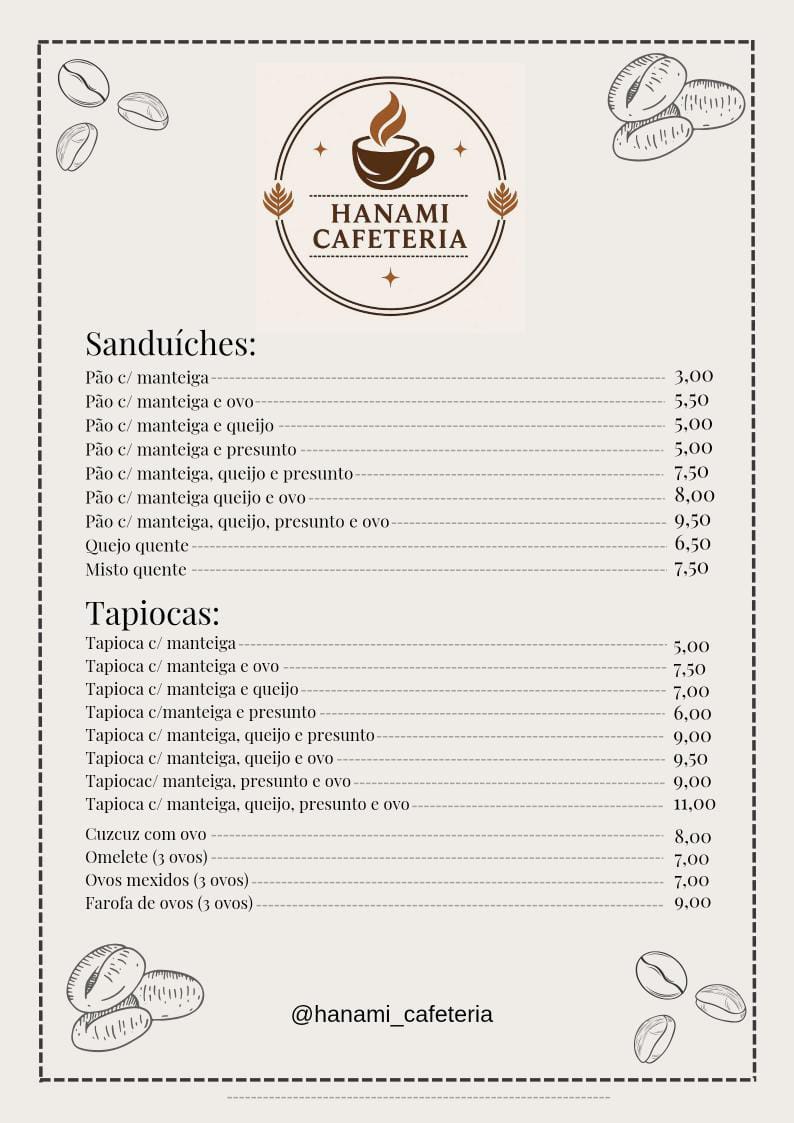 HANAMI
CAFETERIA
Sanduíches:
Pão c/ manteiga 3,00
Pão c/ manteiga e ovo 5,50
Pão c/ manteiga e queijo 5,00
Pão c/ manteiga e presunto 5,00
Pão c/ manteiga, queijo e presunto 7,50
Pão c/ manteiga queijo e ovo 8,00
Pão c/ manteiga, queijo, presunto e ovo 9,50
Quejo quente 6,50
Misto quente 7,50
Tapiocas:
Tapioca c/ manteiga 5,00
Tapioca c/ manteiga e ovo 7,50
Tapioca c/ manteiga e queijo 7,00
Tapioca c/manteiga e presunto 6,00
Tapioca c/ manteiga, queijo e presunto 9,00
Tapioca c/ manteiga, queijo e ovo 9,50
Tapiocac/ manteiga, presunto e ovo 9,00
Tapioca c/ manteiga, queijo, presunto e ovo 11,00
Cuzcuz com ovo 8,00
Omelete (3 ovos) 7,00
Ovos mexidos (3 ovos) 7,00
Farofa de ovos (3 ovos) 9,00
@hanami_cafeteria